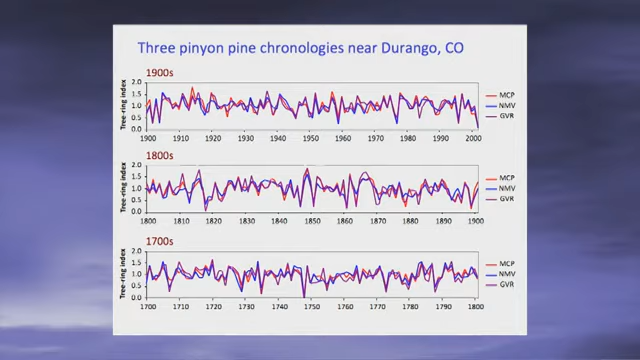 Three pinyon pine chronologies near Durango, CO
1900s
Tree-ring index
2.0
1.5
1.0
0.5
0.0
1900 1910 1920 1930 1940 1950 1960 1970 1980 1990 2000
MCP
NMV
GVR
1800s
Tree-ring index
2.0
1.5
1.0
0.5
0.0
1800 1810 1820 1830 1840 1850 1860 1870 1880 1890 1900
MCP
NMV
GVR
1700s
Tree-ring index
2.0
1.5
1.0
0.5
0.0
1700 1710 1720 1730 1740 1750 1760 1770 1780 1790 1800
MCP
NMV
GVR